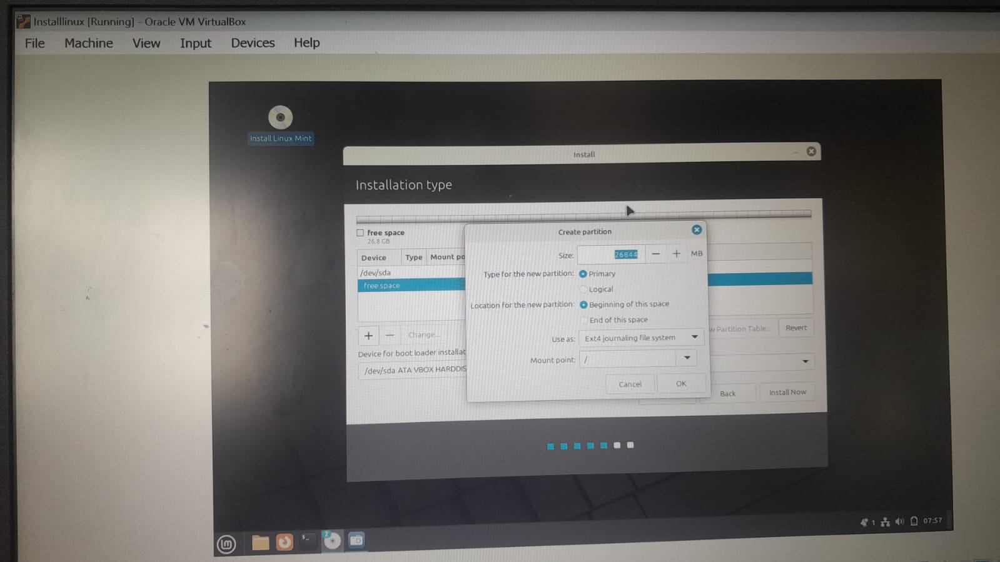 Installlinux [Running] - Oracle VM VirtualBox
File Machine View Input Devices Help
Install Linux Mint
Install
Installation type
free space
26.8 GB
Create partition
Size: 26844 MB
Device Type Mount po
Type for the new partition: Primary
/dev/sda
Logical
free space
Location for the new partition: Beginning of this space
End of this space
w Partition Table... Revert
Change...
Use as: Ext4 journaling file system
Device for boot loader installat
Mount point: /
/dev/sda ATA VBOX HARDDIS
Cancel OK
Back Install Now
1 07:57
2
lm